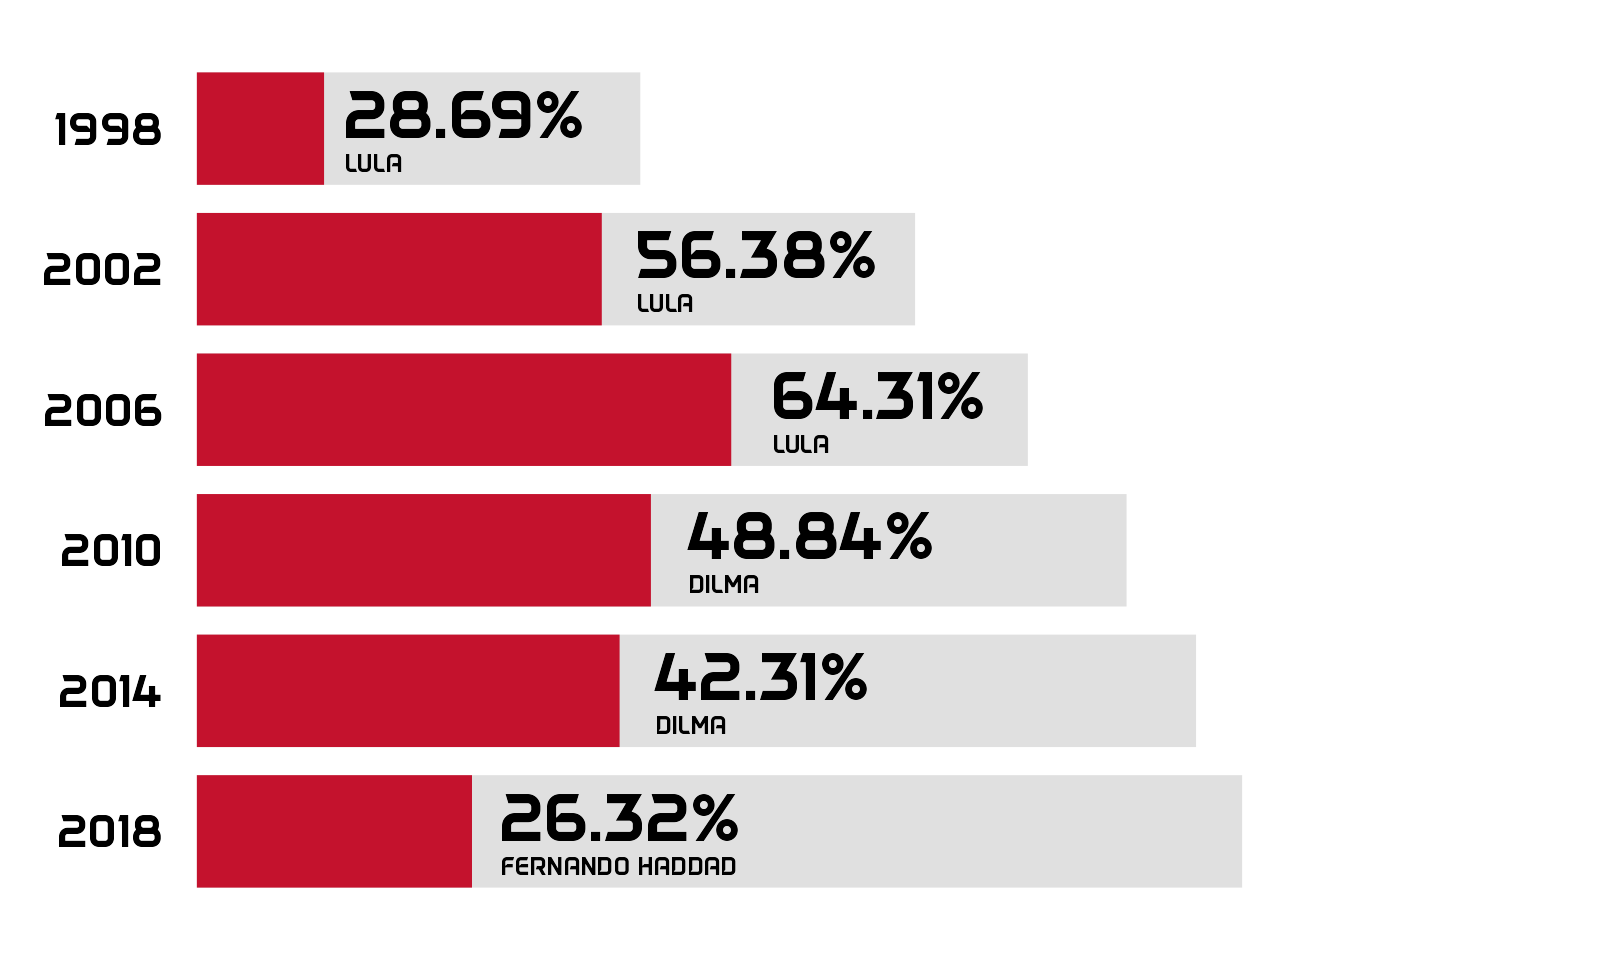 1998
28.69%
LULA
2002
56.38%
LULA
2006
64.31%
LULA
2010
48.84%
DILMA
2014
42.31%
DILMA
2018
26.32%
FERNANDO HADDAD